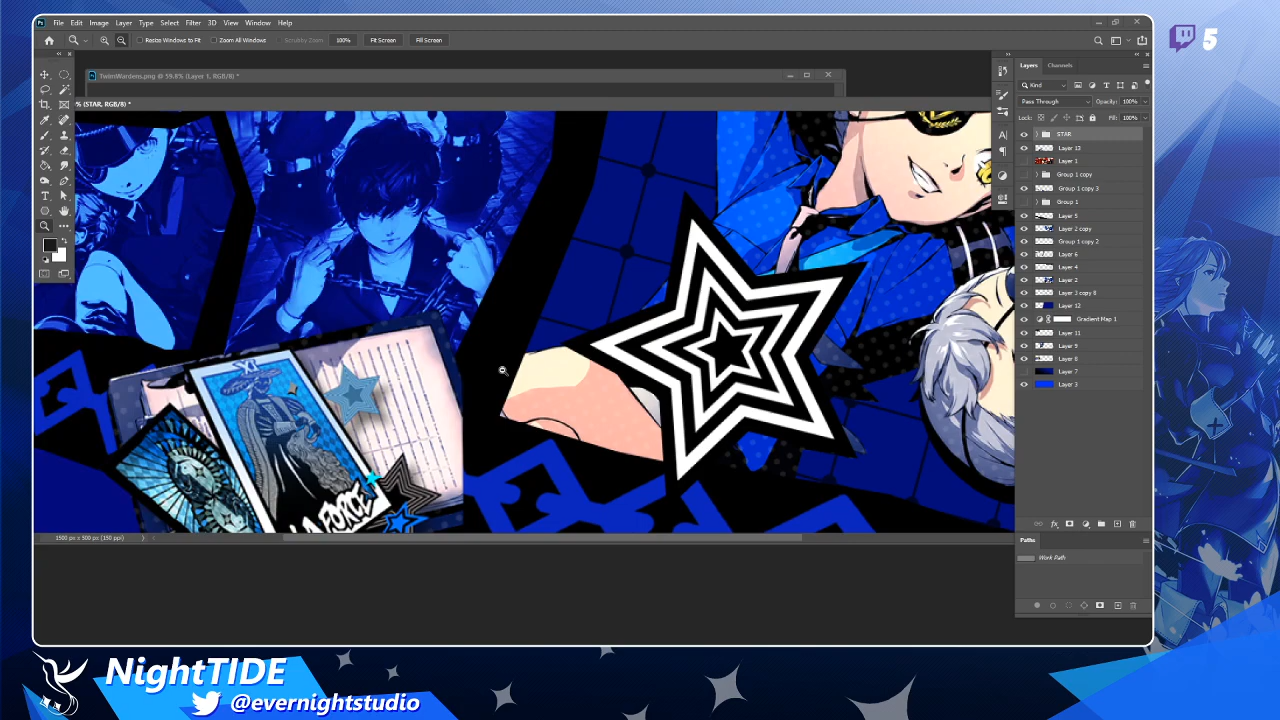 File Edit Image Layer Type Select Filter 3D View Window Help
5
Resize Windows to Fit Zoom All Windows Scrubby Zoom 100% Fit Screen Fill Screen
TwimWardens.png @ 59.8% (Layer 1, RGB/8) *
% (STAR, RGB/8) *
Layers Channels
Kind
Pass Through Opacity: 100%
Lock: Fill: 100%
STAR
Layer 13
Layer 1
Group 1 copy
Group 1 copy 3
Group 1
Layer 5
Layer 2 copy
Group 1 copy 2
Layer 6
Layer 4
Layer 2
Layer 3 copy 8
Layer 12
Gradient Map 1
Layer 11
Layer 9
Layer 8
Layer 7
Layer 3
XI
LA FORCE
1500 px x 500 px (150 ppi)
Paths
Work Path
NightTIDE
@evernightstudio